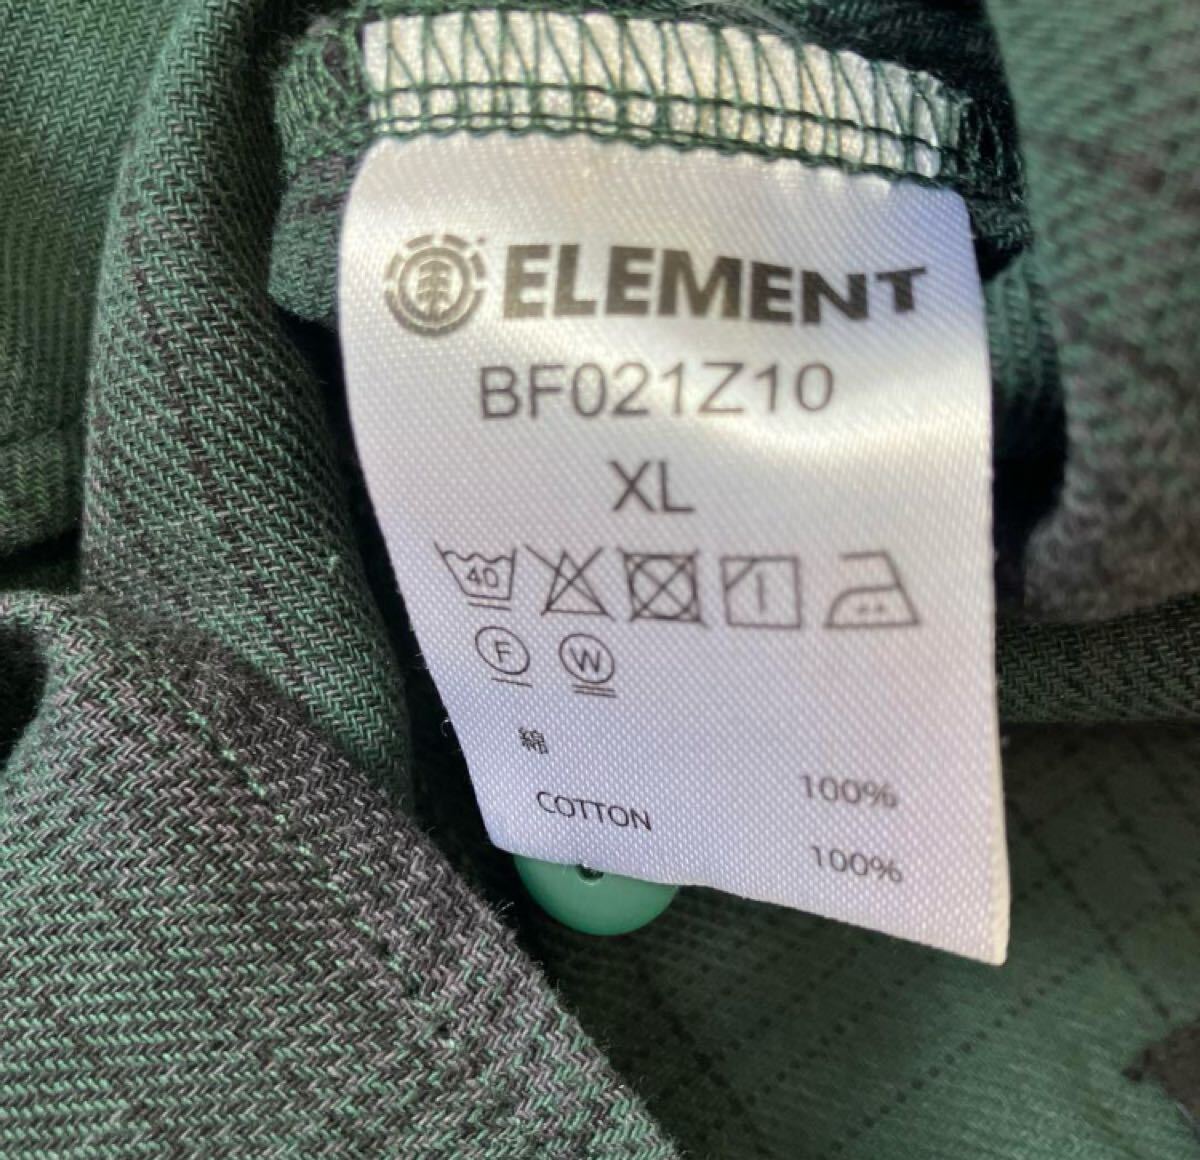 ELEMENT
BF021Z10
XL
40
F W
綿 100%
COTTON 100%